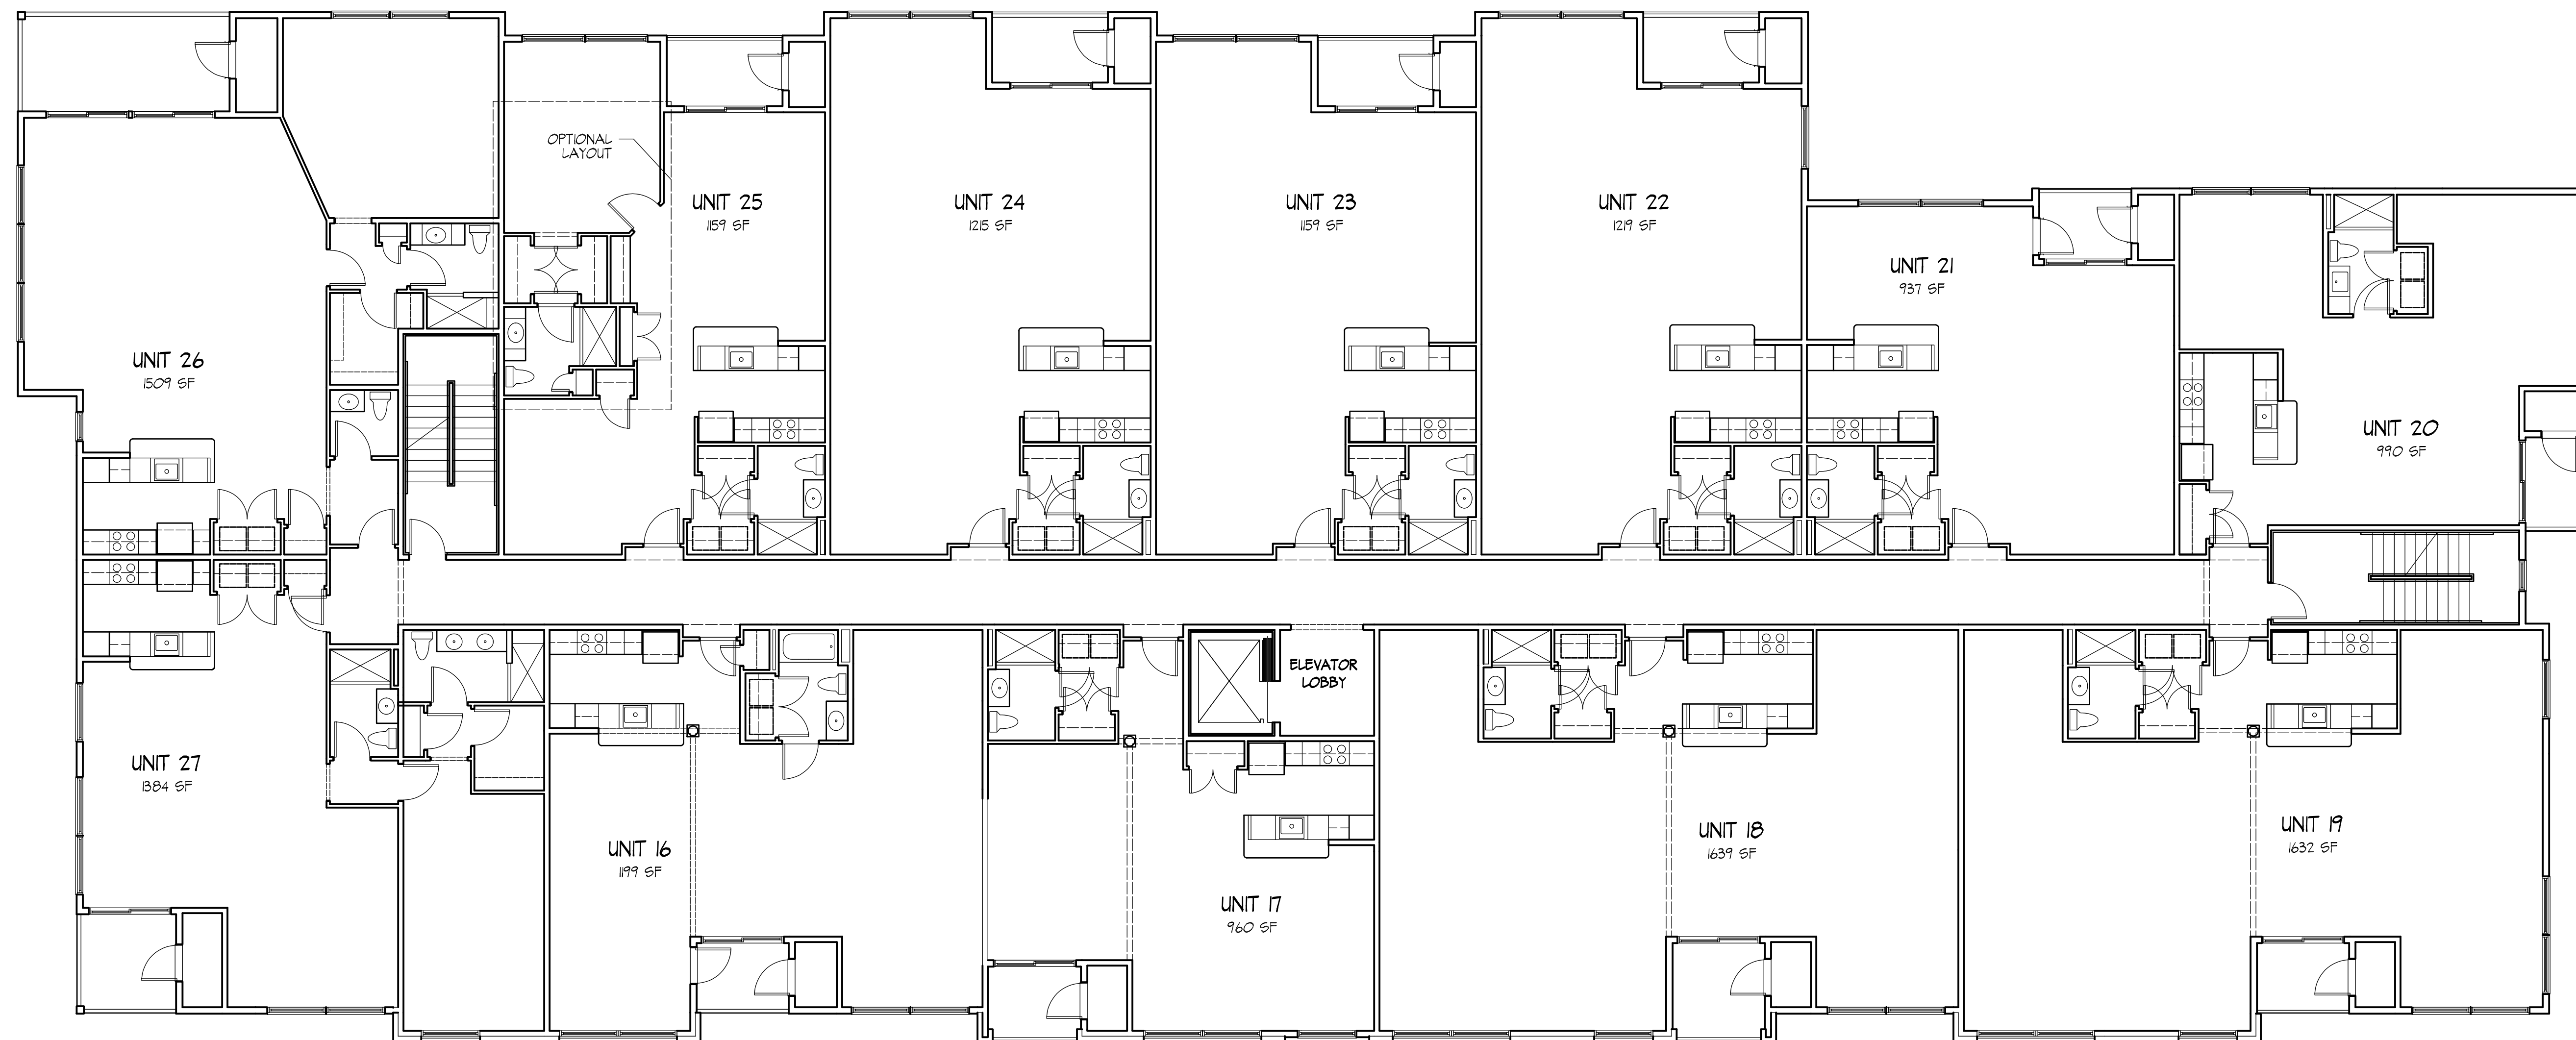 OPTIONAL
LAYOUT
UNIT 25
1159 SF
UNIT 24
1215 SF
UNIT 23
1159 SF
UNIT 22
1219 SF
UNIT 21
937 SF
UNIT 26
1509 SF
UNIT 20
990 SF
ELEVATOR
LOBBY
UNIT 27
1384 SF
UNIT 16
1199 SF
UNIT 17
960 SF
UNIT 18
1639 SF
UNIT 19
1632 SF